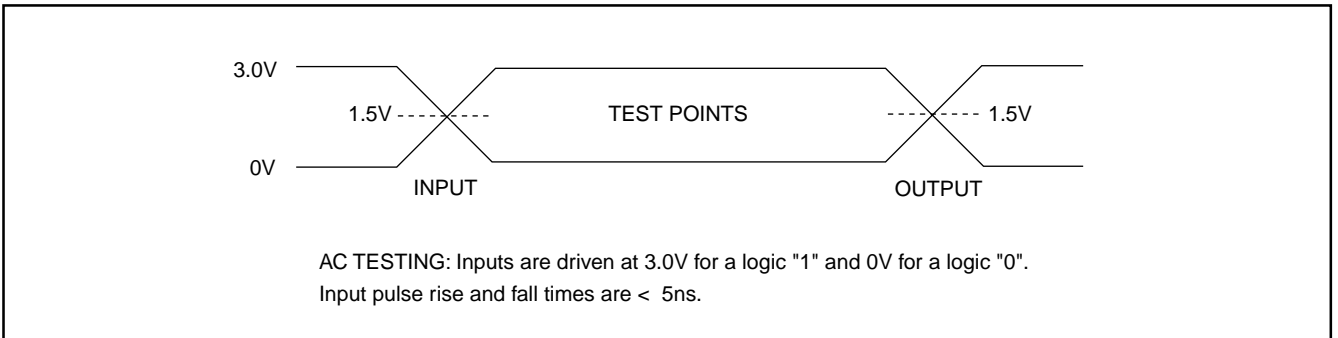 3.0V
1.5V TEST POINTS 1.5V
0V
INPUT OUTPUT
AC TESTING: Inputs are driven at 3.0V for a logic "1" and 0V for a logic "0".
Input pulse rise and fall times are < 5ns.